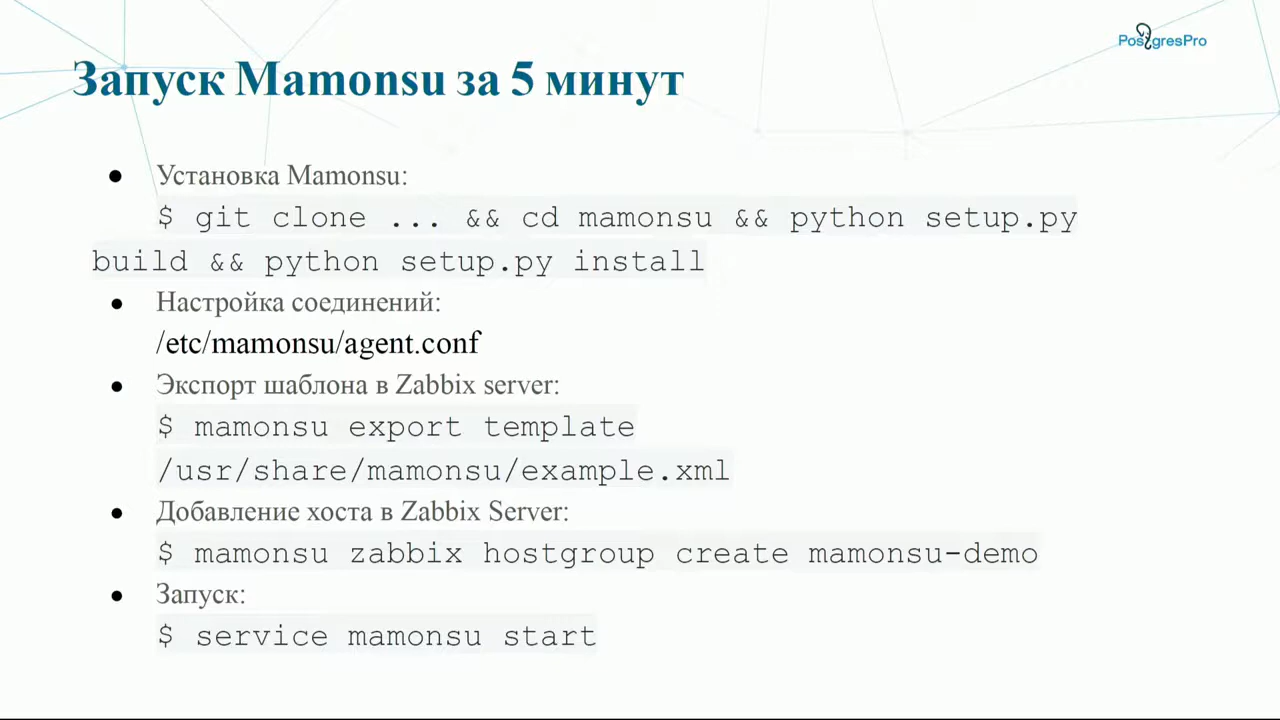 PostgresPro
Запуск Mamonsu за 5 минут
● Установка Mamonsu:
$ git clone ... && cd mamonsu && python setup.py
build && python setup.py install
● Настройка соединений:
/etc/mamonsu/agent.conf
● Экспорт шаблона в Zabbix server:
$ mamonsu export template
/usr/share/mamonsu/example.xml
● Добавление хоста в Zabbix Server:
$ mamonsu zabbix hostgroup create mamonsu-demo
● Запуск:
$ service mamonsu start